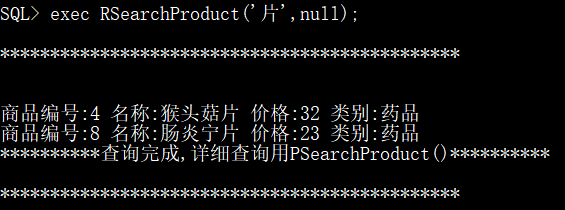 SQL> exec RSearchProduct('片',null);
**********************************************
商品编号:4 名称:猴头菇片 价格:32 类别:药品
商品编号:8 名称:肠炎宁片 价格:23 类别:药品
**********查询完成,详细查询用PSearchProduct()**********
**********************************************